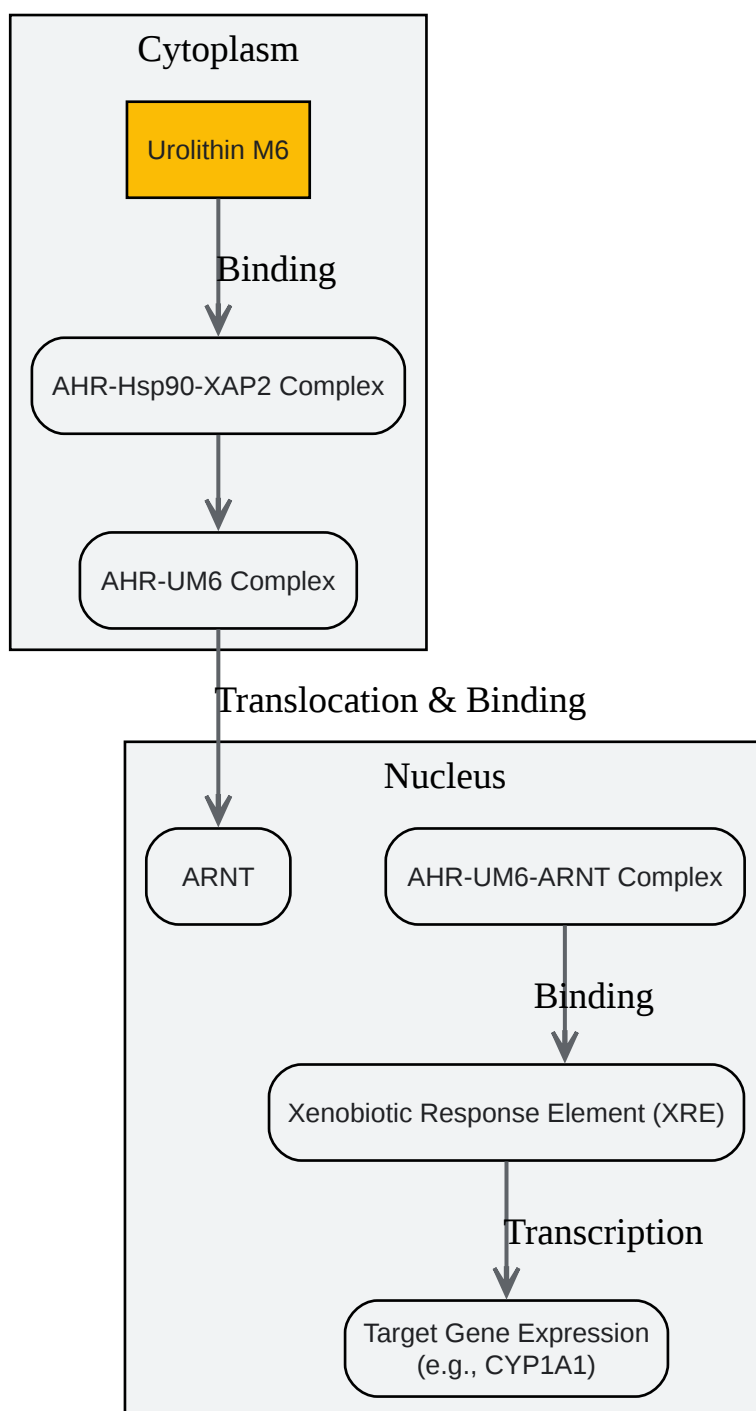 Cytoplasm
Urolithin M6
Binding
AHR-Hsp90-XAP2 Complex
AHR-UM6 Complex
Translocation & Binding
Nucleus
ARNT
AHR-UM6-ARNT Complex
Binding
Xenobiotic Response Element (XRE)
Transcription
Target Gene Expression
(e.g., CYP1A1)